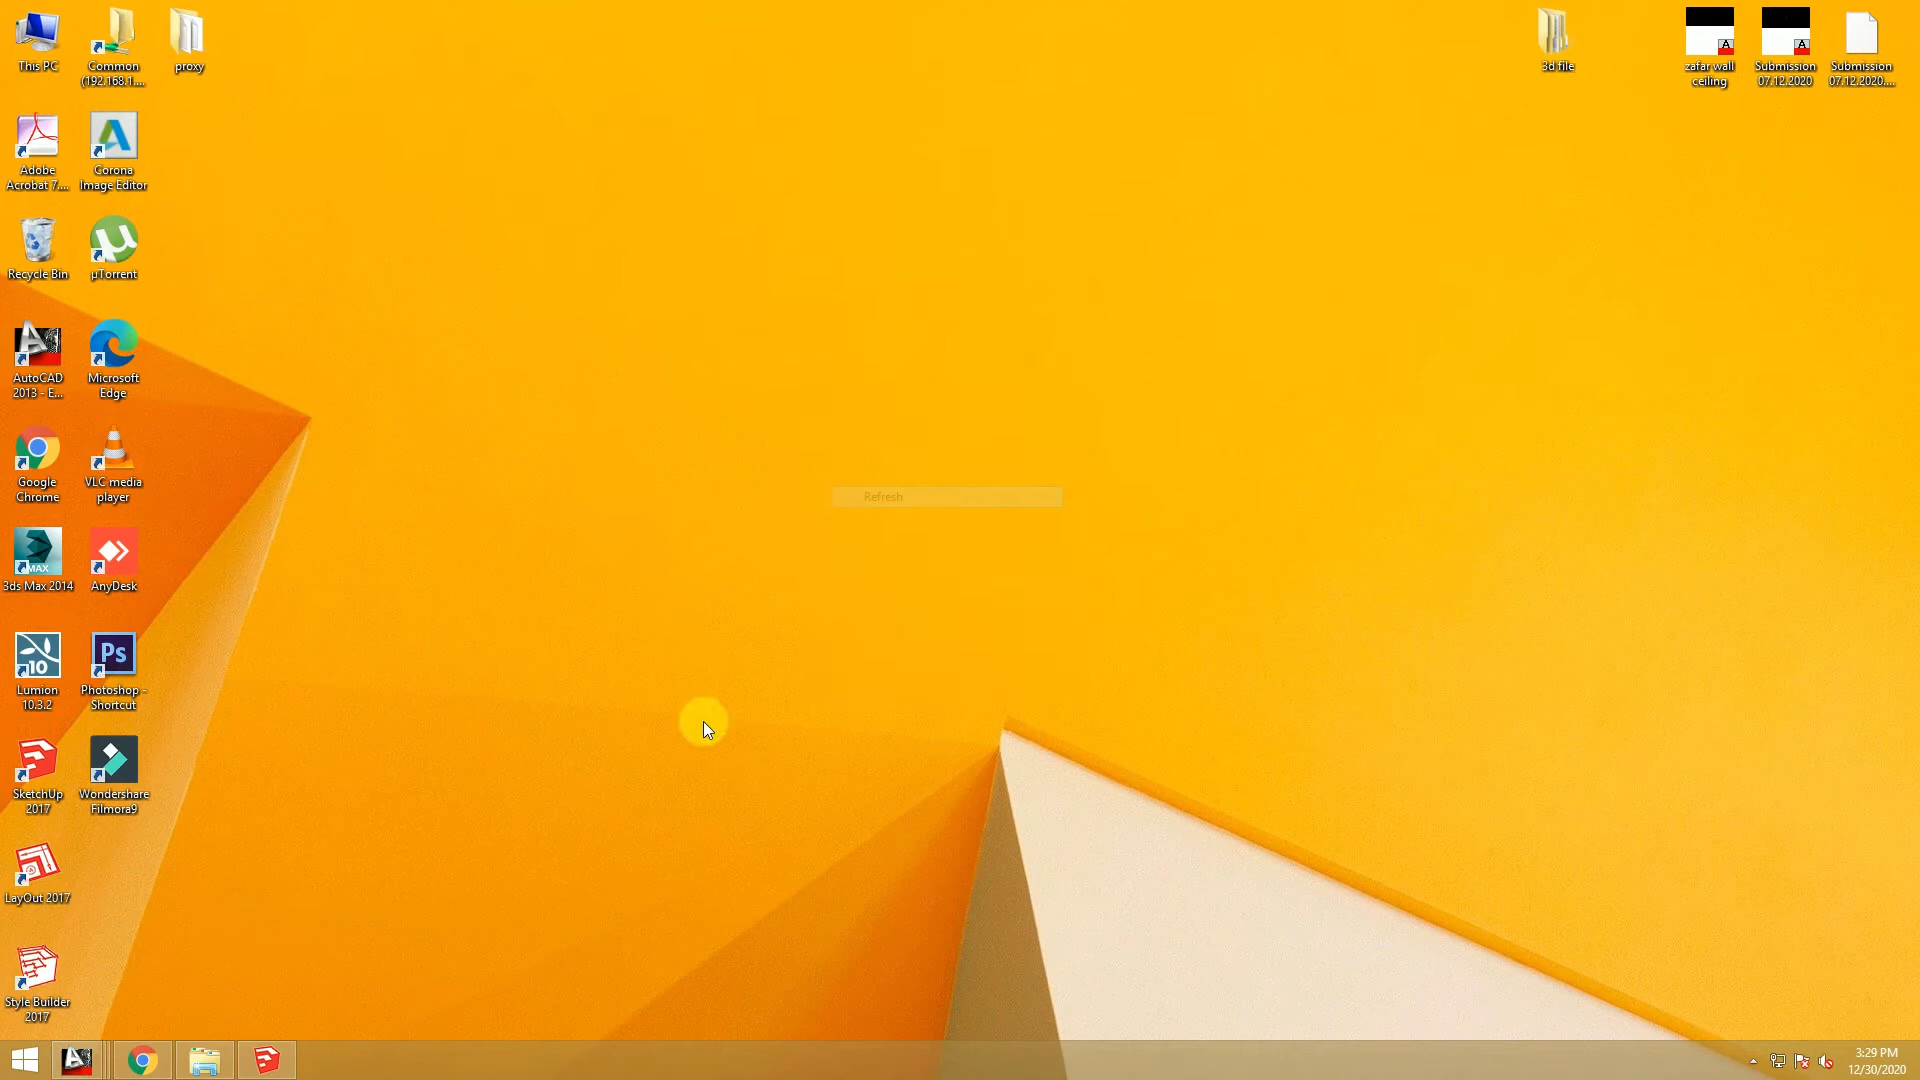 This PC
Common
(192.168.1....
proxy
3d file
zafar wall
ceiling
Submission
07.12.2020
Submission
07.12.2020....
Adobe
Acrobat 7....
Corona
Image Editor
Recycle Bin
µTorrent
AutoCAD
2013 - E...
Microsoft
Edge
Google
Chrome
VLC media
player
Refresh
MAX
3ds Max 2014
AnyDesk
10
Lumion
10.3.2
Ps
Photoshop -
Shortcut
SketchUp
2017
Wondershare
Filmora9
LayOut 2017
Style Builder
2017
3:29 PM
12/30/2020